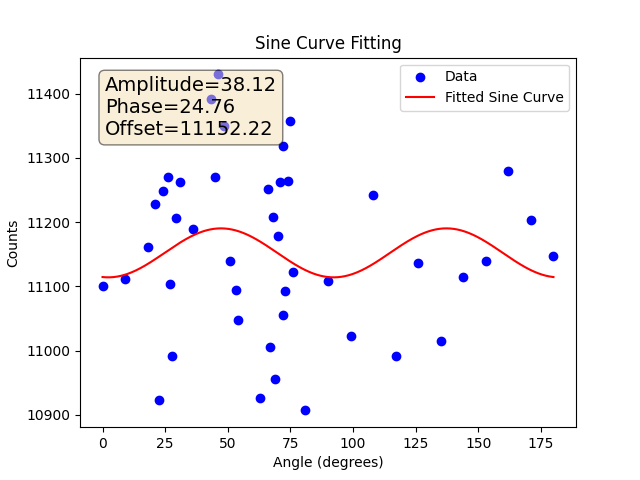 Sine Curve Fitting
Amplitude=38.12
Phase=24.76
Offset=11152.22
Data
Fitted Sine Curve
Counts
11400
11300
11200
11100
11000
10900
0 25 50 75 100 125 150 175
Angle (degrees)